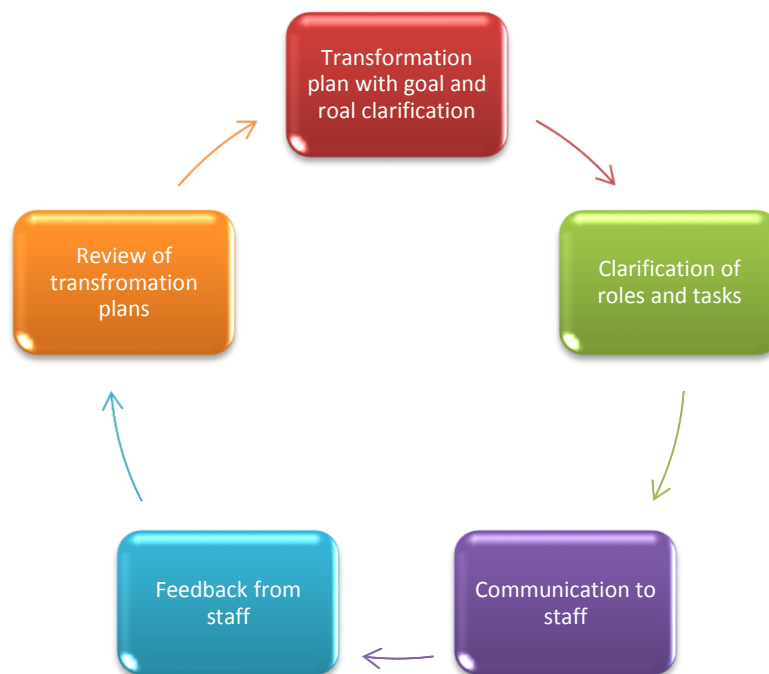 Transformation
plan with goal and
roal clarification
Clarification of
roles and tasks
Communication to
staff
Feedback from
staff
Review of
transfromation
plans